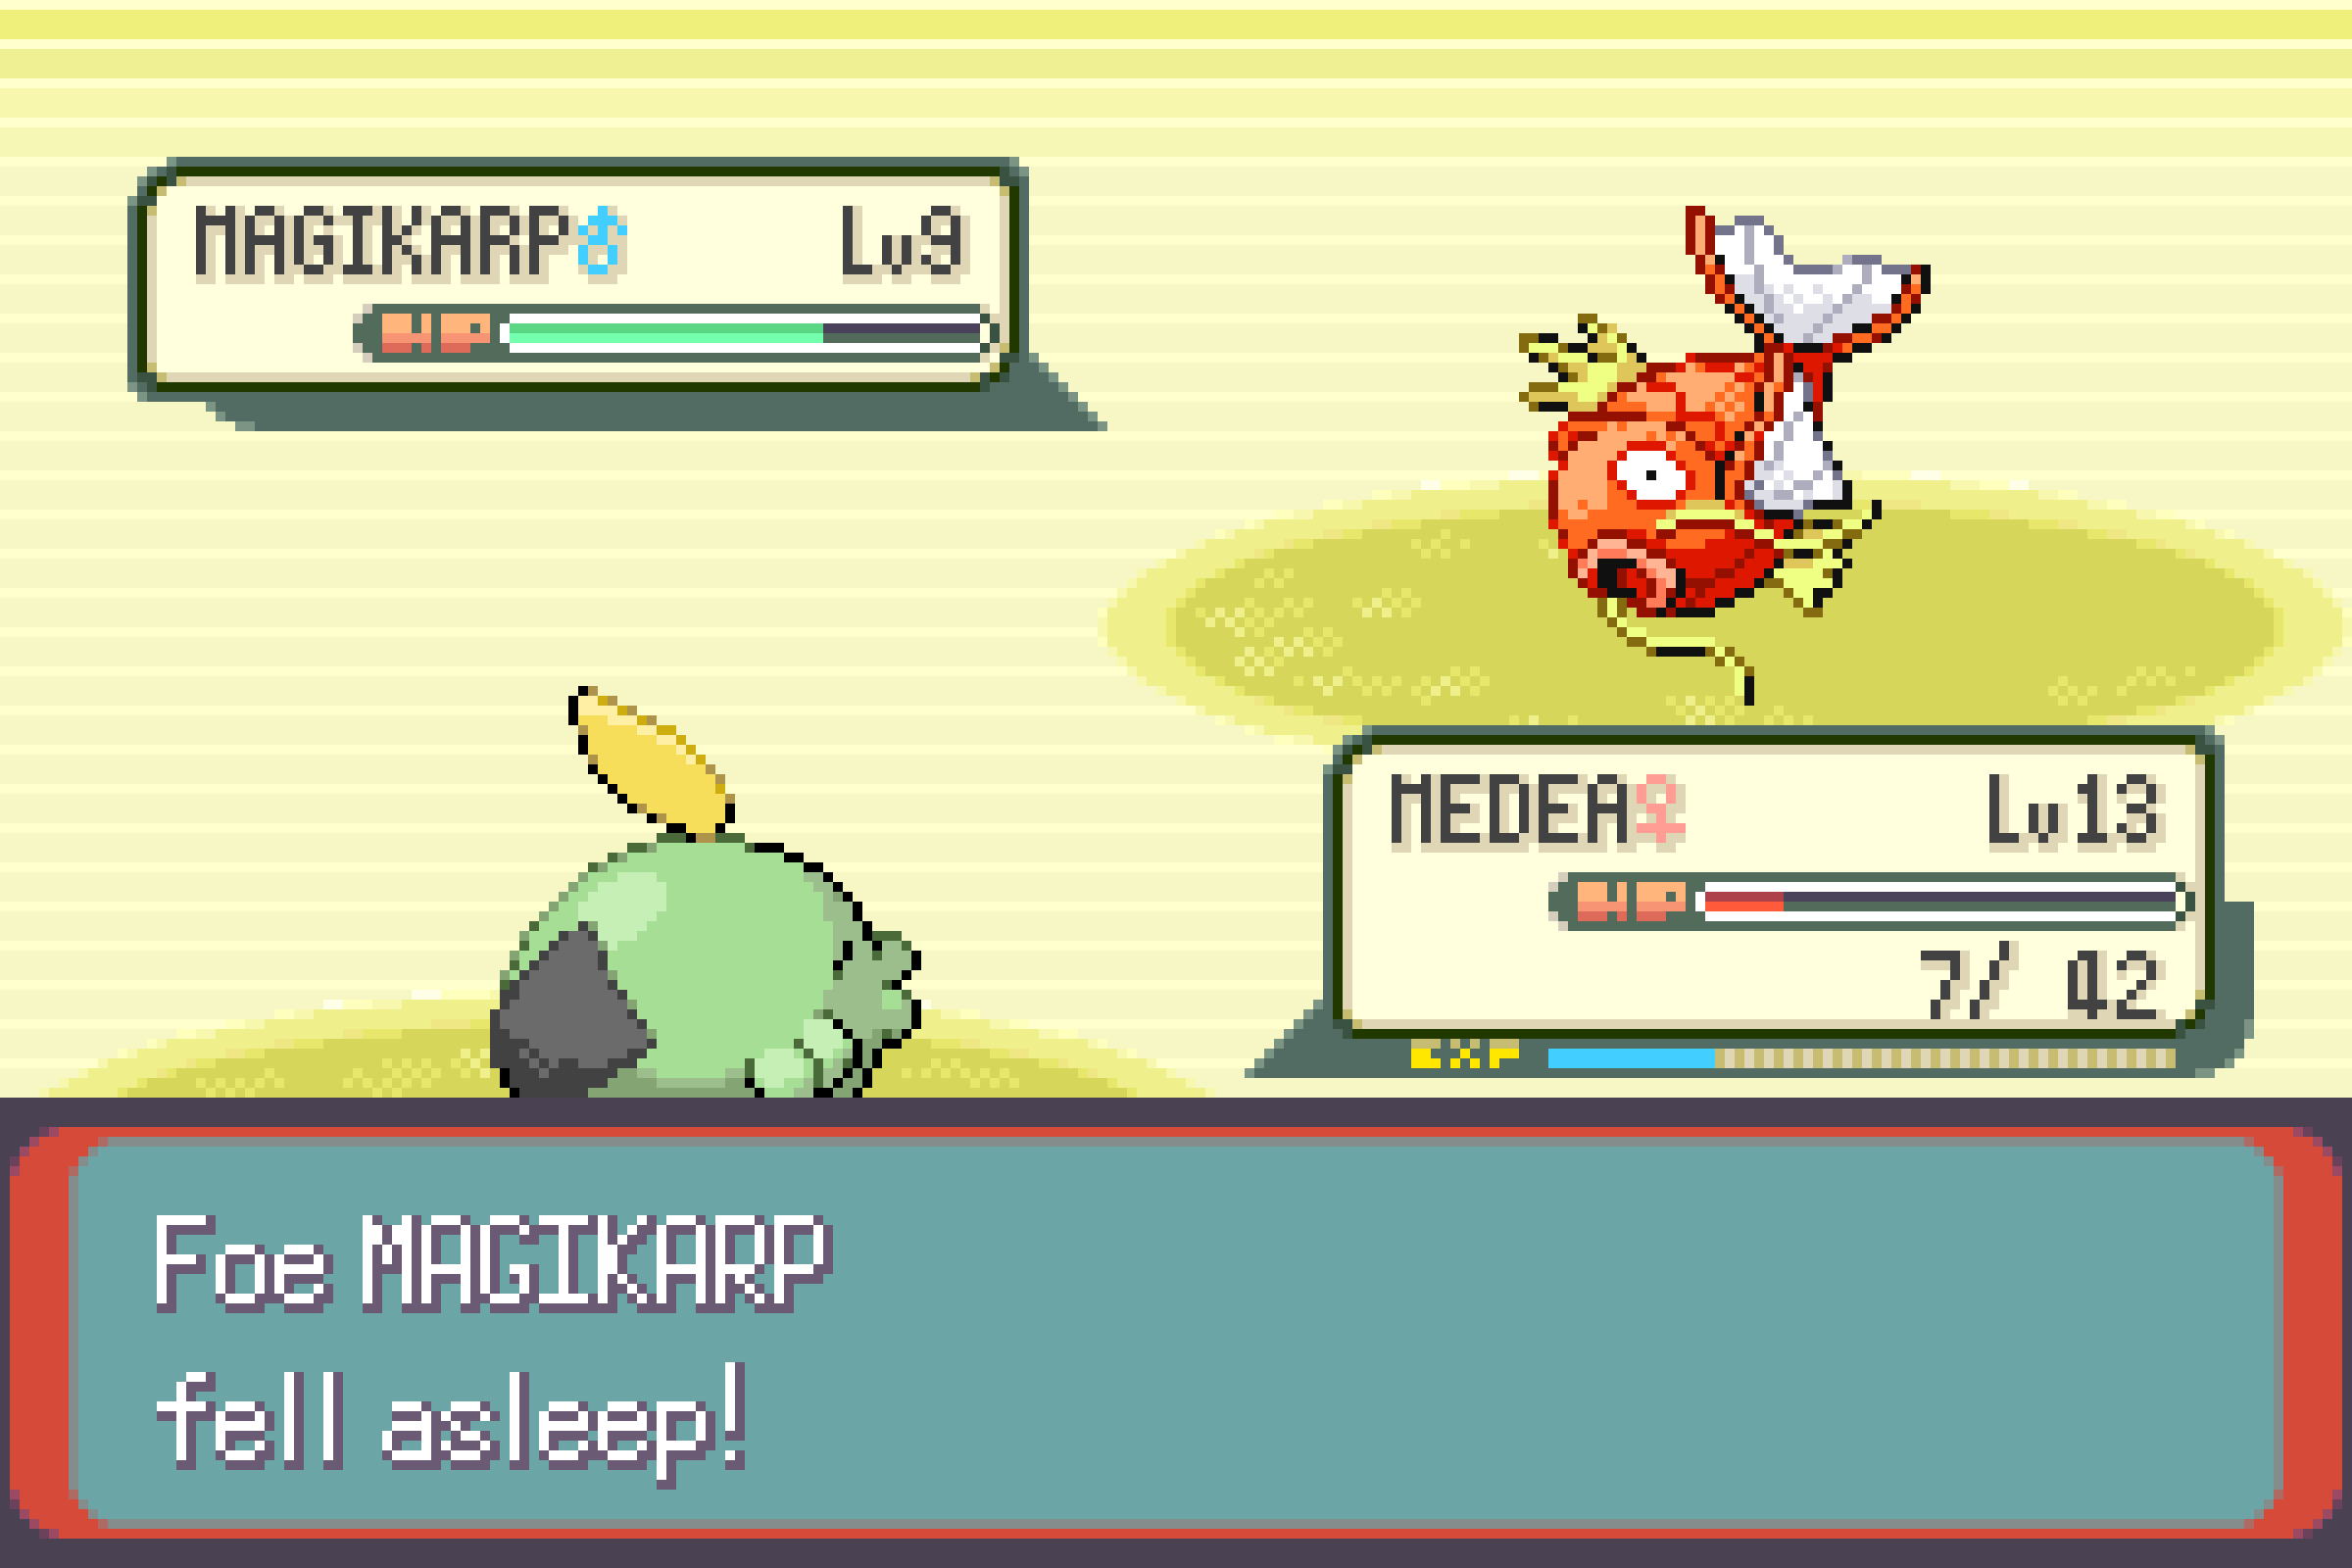 MAGIKARP♂ Lv9
HP
MEDEA♀ Lv13
HP
7/ 42
EXP
Foe MAGIKARP
fell asleep!